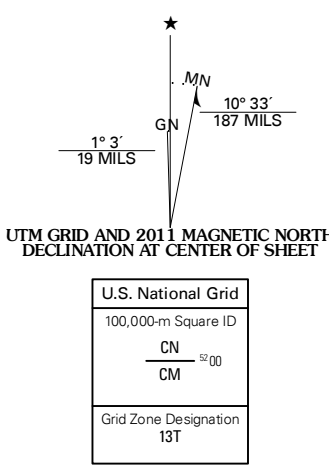 ★
MN
10° 33´
187 MILS
GN
1° 3´
19 MILS
UTM GRID AND 2011 MAGNETIC NORTH
DECLINATION AT CENTER OF SHEET
U.S. National Grid
100,000-m Square ID
CN
5200
CM
Grid Zone Designation
13T